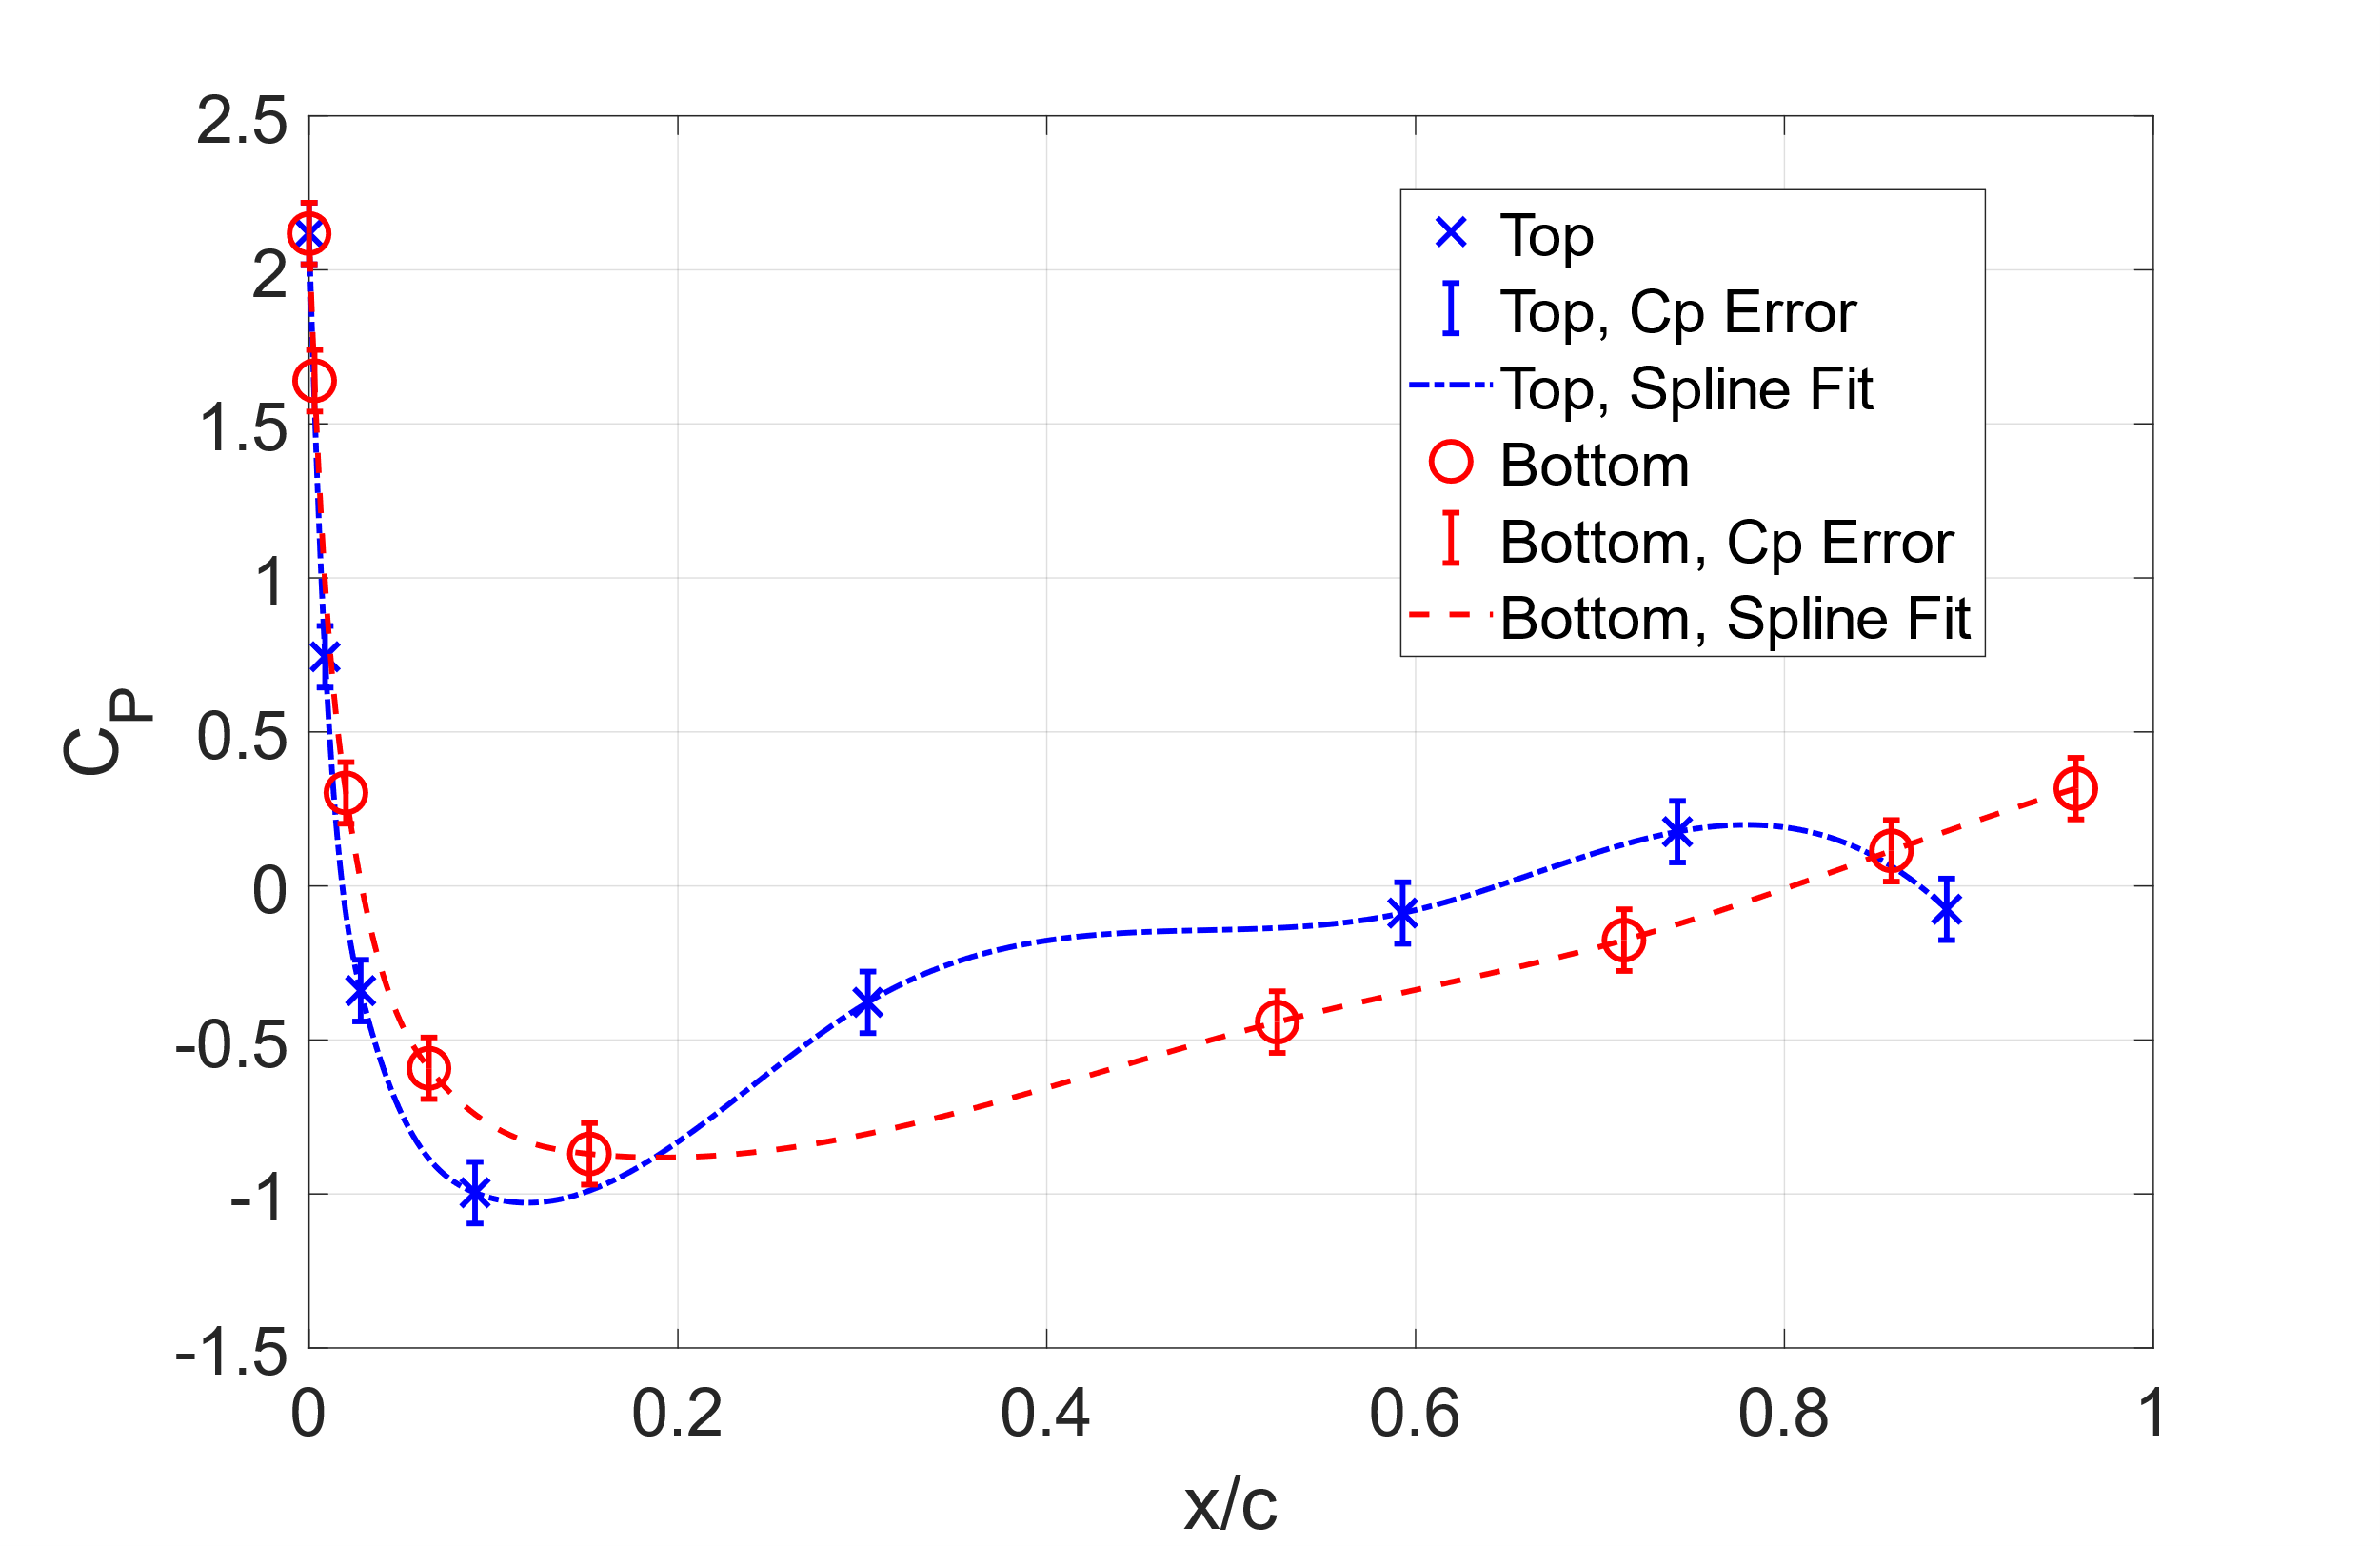 2.5
2
1.5
1
0.5
0
-0.5
-1
-1.5
C_P
Top
Top, Cp Error
Top, Spline Fit
Bottom
Bottom, Cp Error
Bottom, Spline Fit
0 0.2 0.4 0.6 0.8 1
x/c